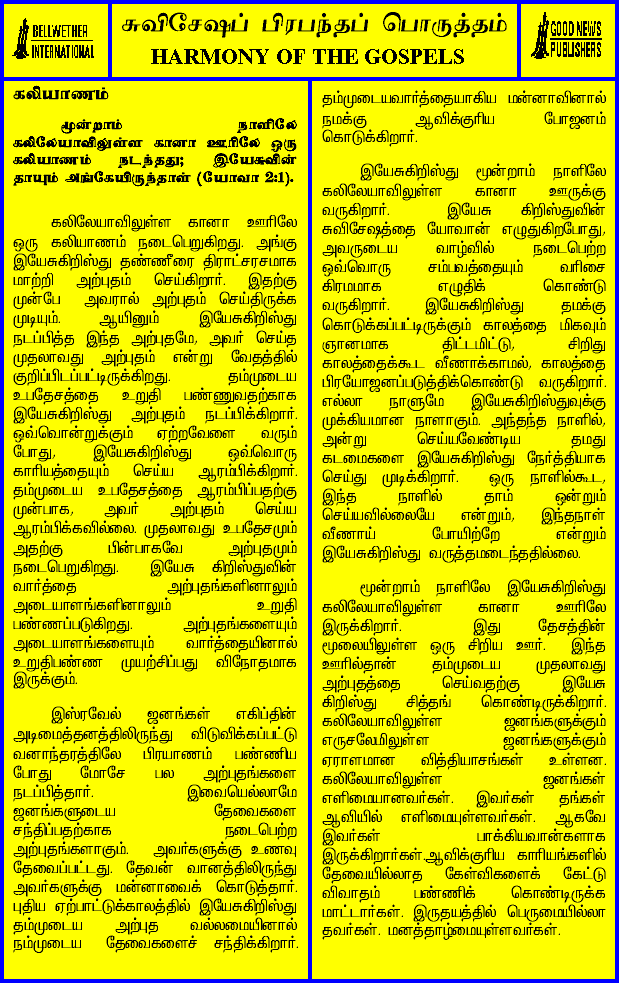 BELLWETHER
INTERNATIONAL
சுவிசேஷப் பிரபந்தப் பொருத்தம்
HARMONY OF THE GOSPELS
GOOD NEWS
PUBLISHERS
கலியாணம்
மூன்றாம் நாளிலே
கலிலேயாவிலுள்ள கானா ஊரிலே ஒரு
கலியாணம் நடந்தது; இயேசுவின்
தாயும் அங்கேயிருந்தாள் (யோவா 2:1).
கலிலேயாவிலுள்ள கானா ஊரிலே
ஒரு கலியாணம் நடைபெறுகிறது. அங்கு
இயேசுகிறிஸ்து தண்ணீரை திராட்சரசமாக
மாற்றி அற்புதம் செய்கிறார். இதற்கு
முன்பே அவரால் அற்புதம் செய்திருக்க
முடியும். ஆயினும் இயேசுகிறிஸ்து
நடப்பித்த இந்த அற்புதமே, அவர் செய்த
முதலாவது அற்புதம் என்று வேதத்தில்
குறிப்பிடப்பட்டிருக்கிறது. தம்முடைய
உபதேசத்தை உறுதி பண்ணுவதற்காக
இயேசுகிறிஸ்து அற்புதம் நடப்பிக்கிறார்.
ஒவ்வொன்றுக்கும் ஏற்றவேளை வரும்
போது, இயேசுகிறிஸ்து ஒவ்வொரு
காரியத்தையும் செய்ய ஆரம்பிக்கிறார்.
தம்முடைய உபதேசத்தை ஆரம்பிப்பதற்கு
முன்பாக, அவர் அற்புதம் செய்ய
ஆரம்பிக்கவில்லை. முதலாவது உபதேசமும்
அதற்கு பின்பாகவே அற்புதமும்
நடைபெறுகிறது. இயேசு கிறிஸ்துவின்
வார்த்தை அற்புதங்களினாலும்
அடையாளங்களினாலும் உறுதி
பண்ணப்படுகிறது. அற்புதங்களையும்
அடையாளங்களையும் வார்த்தையினால்
உறுதிபண்ண முயற்சிப்பது விநோதமாக
இருக்கும்.
இஸ்ரவேல் ஜனங்கள் எகிப்தின்
அடிமைத்தனத்திலிருந்து விடுவிக்கப்பட்டு
வனாந்தரத்திலே பிரயாணம் பண்ணிய
போது மோசே பல அற்புதங்களை
நடப்பித்தார். இவையெல்லாமே
ஜனங்களுடைய தேவைகளை
சந்திப்பதற்காக நடைபெற்ற
அற்புதங்களாகும். அவர்களுக்கு உணவு
தேவைப்பட்டது. தேவன் வானத்திலிருந்து
அவர்களுக்கு மன்னாவைக் கொடுத்தார்.
புதிய ஏற்பாட்டுக்காலத்தில் இயேசுகிறிஸ்து
தம்முடைய அற்புத வல்லமையினால்
நம்முடைய தேவைகளைச் சந்திக்கிறார்.
தம்முடையவார்த்தையாகிய மன்னாவினால்
நமக்கு ஆவிக்குரிய போஜனம்
கொடுக்கிறார்.
இயேசுகிறிஸ்து மூன்றாம் நாளிலே
கலிலேயாவிலுள்ள கானா ஊருக்கு
வருகிறார். இயேசு கிறிஸ்துவின்
சுவிசேஷத்தை யோவான் எழுதுகிறபோது,
அவருடைய வாழ்வில் நடைபெற்ற
ஒவ்வொரு சம்பவத்தையும் வரிசை
கிரமமாக எழுதிக் கொண்டு
வருகிறார். இயேசுகிறிஸ்து தமக்கு
கொடுக்கப்பட்டிருக்கும் காலத்தை மிகவும்
ஞானமாக திட்டமிட்டு, சிறிது
காலத்தைக்கூட வீணாக்காமல், காலத்தை
பிரயோஜனப்படுத்திக்கொண்டு வருகிறார்.
எல்லா நாளுமே இயேசுகிறிஸ்துவுக்கு
முக்கியமான நாளாகும். அந்தந்த நாளில்,
அன்று செய்யவேண்டிய தமது
கடமைகளை இயேசுகிறிஸ்து நேர்த்தியாக
செய்து முடிக்கிறார். ஒரு நாளில்கூட,
இந்த நாளில் தாம் ஒன்றும்
செய்யவில்லையே என்றும், இந்தநாள்
வீணாய் போயிற்றே என்றும்
இயேசுகிறிஸ்து வருத்தமடைந்ததில்லை.
மூன்றாம் நாளிலே இயேசுகிறிஸ்து
கலிலேயாவிலுள்ள கானா ஊரிலே
இருக்கிறார். இது தேசத்தின்
மூலையிலுள்ள ஒரு சிறிய ஊர். இந்த
ஊரில்தான் தம்முடைய முதலாவது
அற்புதத்தை செய்வதற்கு இயேசு
கிறிஸ்து சித்தங் கொண்டிருக்கிறார்.
கலிலேயாவிலுள்ள ஜனங்களுக்கும்
எருசலேமிலுள்ள ஜனங்களுக்கும்
ஏராளமான வித்தியாசங்கள் உள்ளன.
கலிலேயாவிலுள்ள ஜனங்கள்
எளிமையானவர்கள். இவர்கள் தங்கள்
ஆவியில் எளிமையுள்ளவர்கள். ஆகவே
இவர்கள் பாக்கியவான்களாக
இருக்கிறார்கள்.ஆவிக்குரிய காரியங்களில்
தேவையில்லாத கேள்விகளைக் கேட்டு
விவாதம் பண்ணிக் கொண்டிருக்க
மாட்டார்கள். இருதயத்தில் பெருமையில்லா
தவர்கள். மனத்தாழ்மையுள்ளவர்கள்.